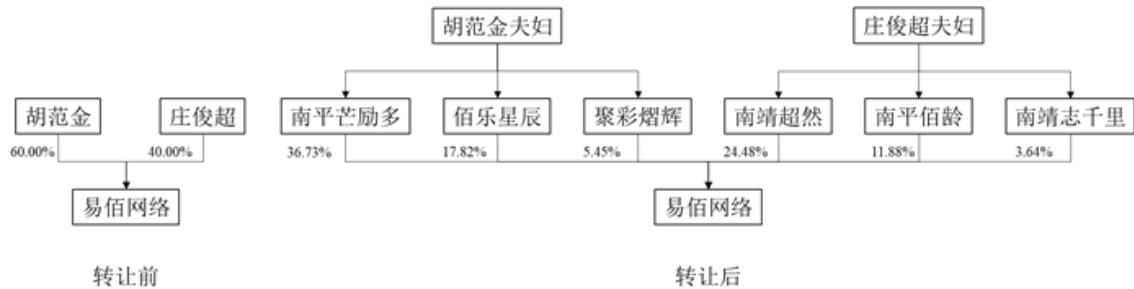 胡范金夫妇
庄俊超夫妇
胡范金
庄俊超
南平芒励多
佰乐星辰
聚彩熠辉
南靖超然
南平佰龄
南靖志千里
60.00%
40.00%
36.73%
17.82%
5.45%
24.48%
11.88%
3.64%
易佰网络
易佰网络
转让前
转让后